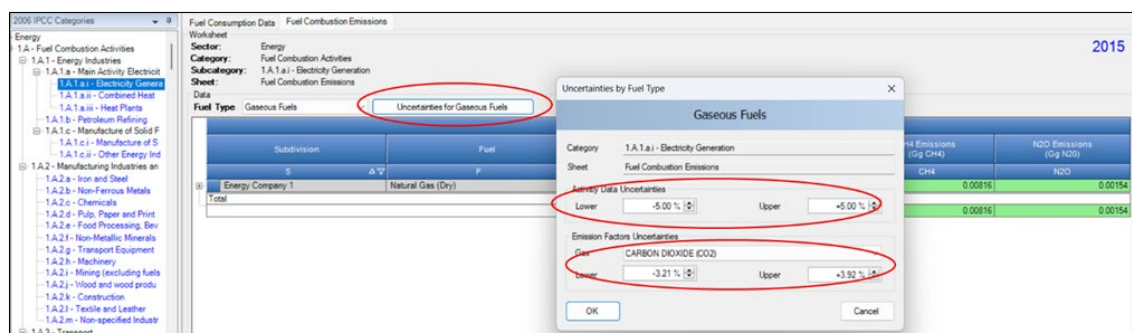 2006 IPCC Categories
Energy
1.A - Fuel Combustion Activities
1.A.1 - Energy Industries
1.A.1.a - Main Activity Electricit
1.A.1.a.i - Electricity Genera
1.A.1.a.ii - Combined Heat
1.A.1.a.iii - Heat Plants
1.A.1.b - Petroleum Refining
1.A.1.c - Manufacture of Solid F
1.A.1.c.i - Manufacture of S
1.A.1.c.ii - Other Energy Ind
1.A.2 - Manufacturing Industries an
1.A.2.a - Iron and Steel
1.A.2.b - Non-Ferrous Metals
1.A.2.c - Chemicals
1.A.2.d - Pulp, Paper and Print
1.A.2.e - Food Processing, Bev
1.A.2.f - Non-Metallic Minerals
1.A.2.g - Transport Equipment
1.A.2.h - Machinery
1.A.2.i - Mining (excluding fuels
1.A.2.j - Wood and wood produ
1.A.2.k - Construction
1.A.2.l - Textile and Leather
1.A.2.m - Non-specified Industr
1.A.3 - Transport
Fuel Consumption Data Fuel Combustion Emissions
Worksheet
Sector: Energy
Category: Fuel Combustion Activities
Subcategory: 1.A.1.a.i - Electricity Generation
Sheet: Fuel Combustion Emissions
2015
Data
Fuel Type Gaseous Fuels Uncertainties for Gaseous Fuels
Subdivision Fuel
S F
Energy Company 1 Natural Gas (Dry)
Total
H4 Emissions (Gg CH4) N2O Emissions (Gg N2O)
CH4 N2O
0.00816 0.00154
0.00816 0.00154
Uncertainties by Fuel Type
Gaseous Fuels
Category 1.A.1.a.i - Electricity Generation
Sheet Fuel Combustion Emissions
Activity Data Uncertainties
Lower -5.00 % Upper +5.00 %
Emission Factors Uncertainties
Gas CARBON DIOXIDE (CO2)
Lower -3.21 % Upper +3.92 %
OK Cancel